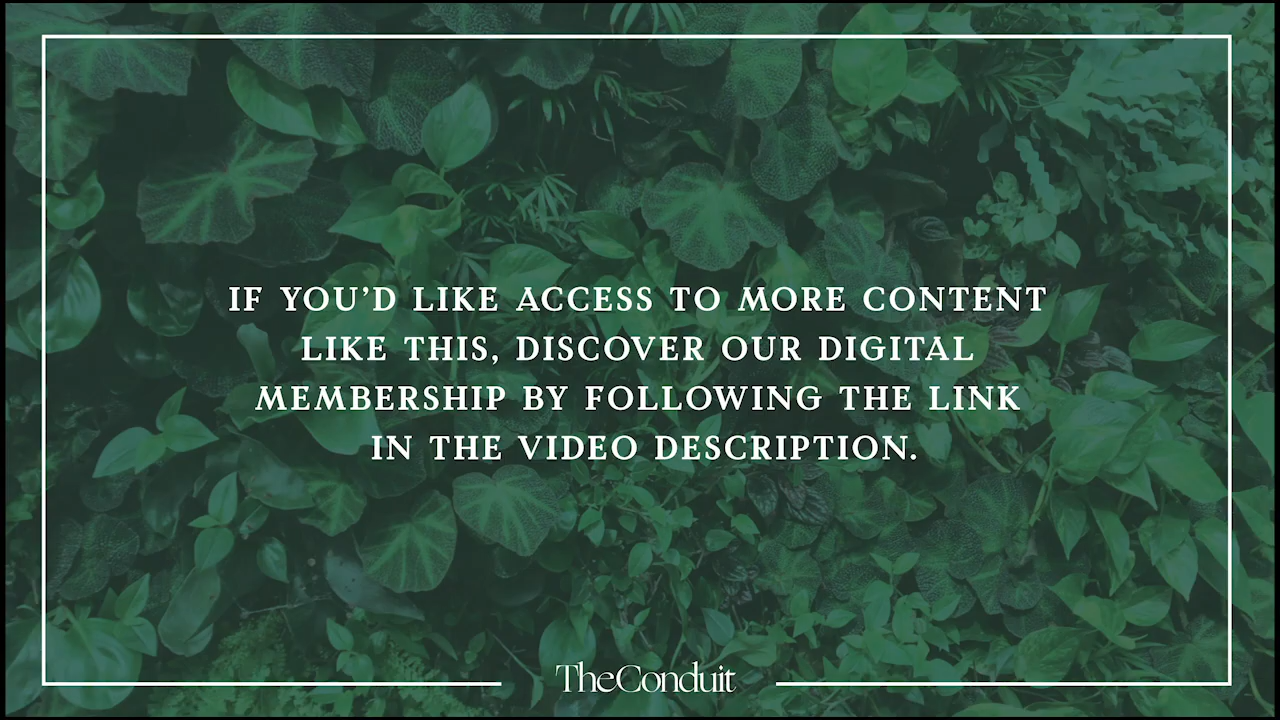 IF YOU’D LIKE ACCESS TO MORE CONTENT
LIKE THIS, DISCOVER OUR DIGITAL
MEMBERSHIP BY FOLLOWING THE LINK
IN THE VIDEO DESCRIPTION.
TheConduit